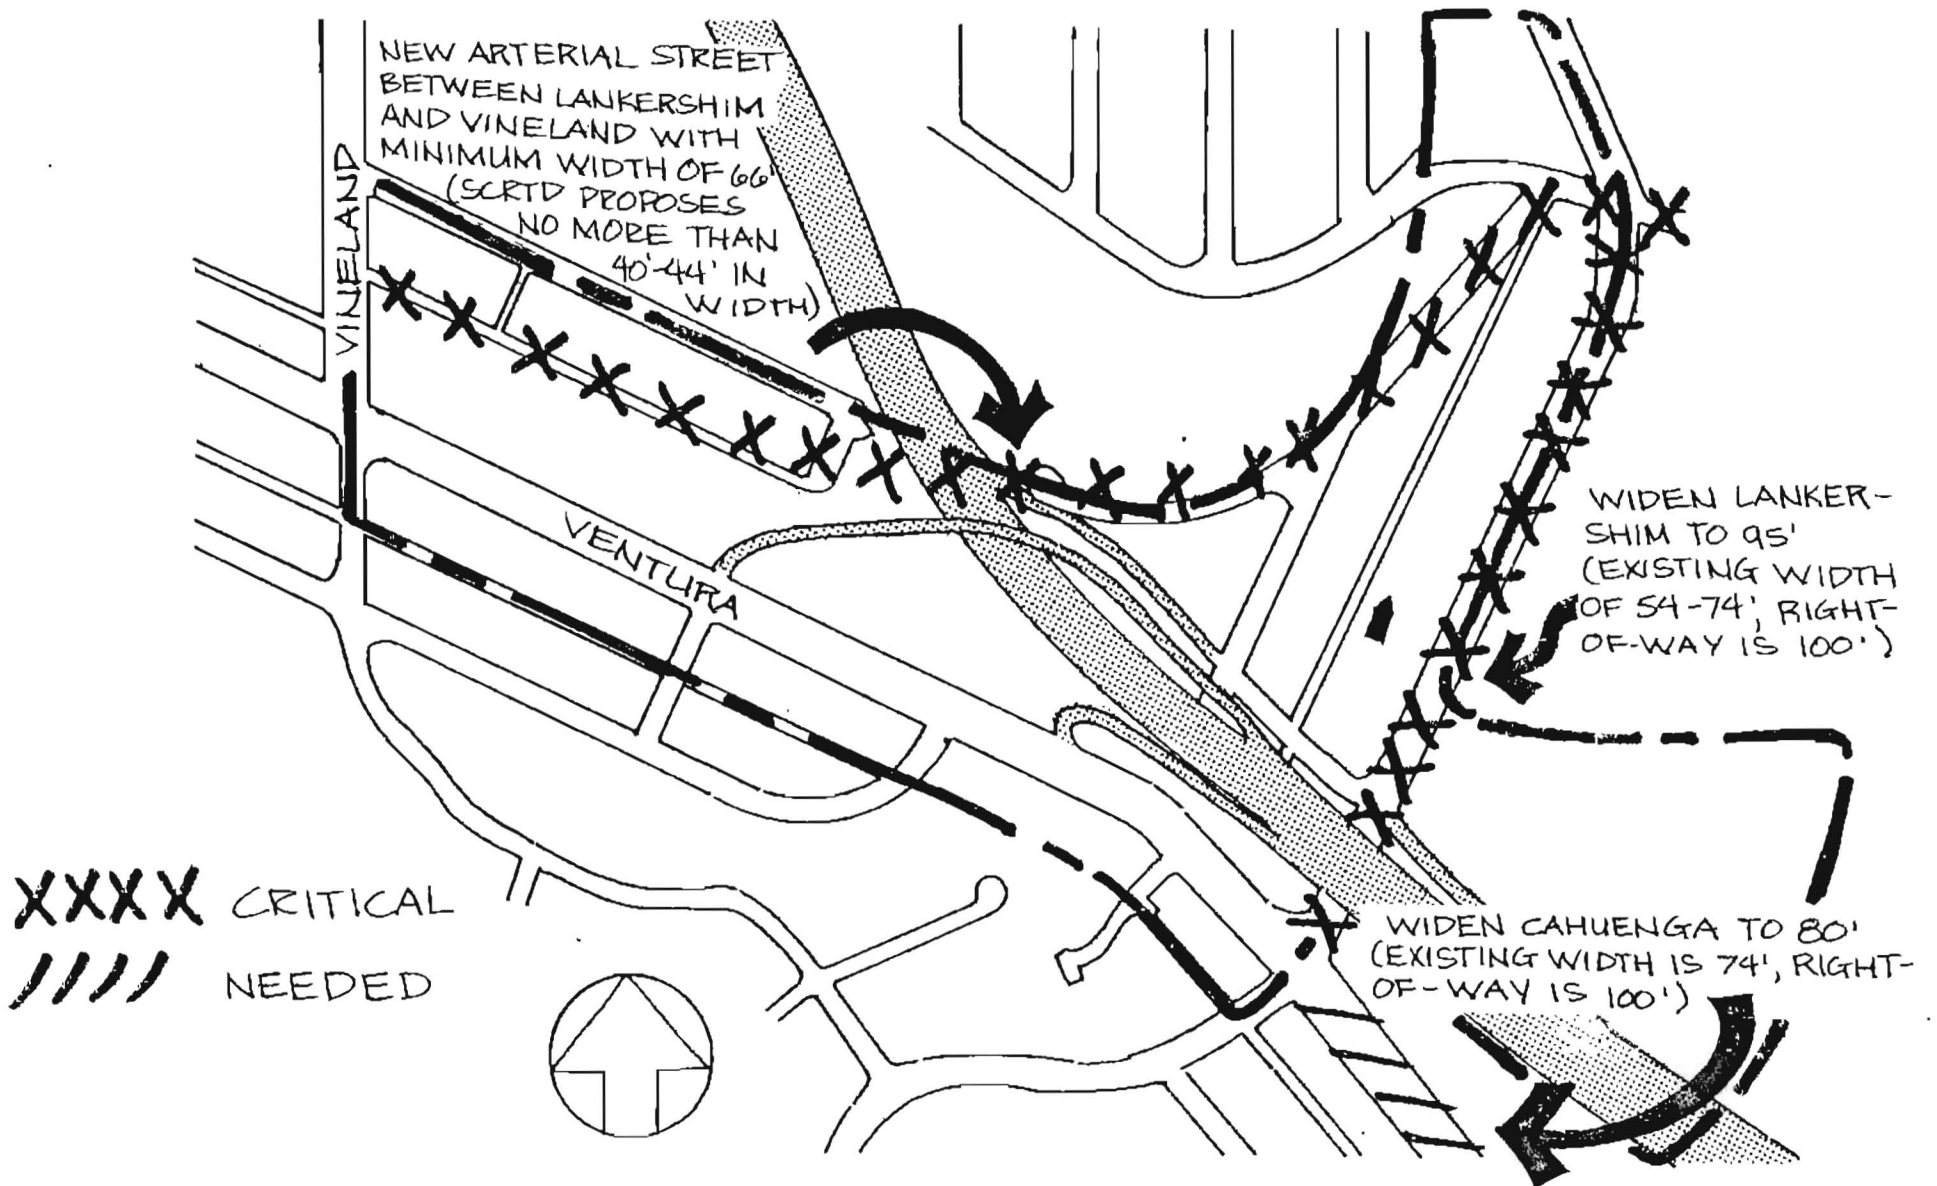 NEW ARTERIAL STREET
BETWEEN LANKERSHIM
AND VINELAND WITH
MINIMUM WIDTH OF 66'
(SCRTD PROPOSES
NO MORE THAN
40'-44' IN
WIDTH)
VINELAND
VENTURA
WIDEN LANKER-
SHIM TO 95'
(EXISTING WIDTH
OF 54-74', RIGHT-
OF-WAY IS 100')
WIDEN CAHUENGA TO 80'
(EXISTING WIDTH IS 74', RIGHT-
OF-WAY IS 100')
XXXX CRITICAL
//// NEEDED